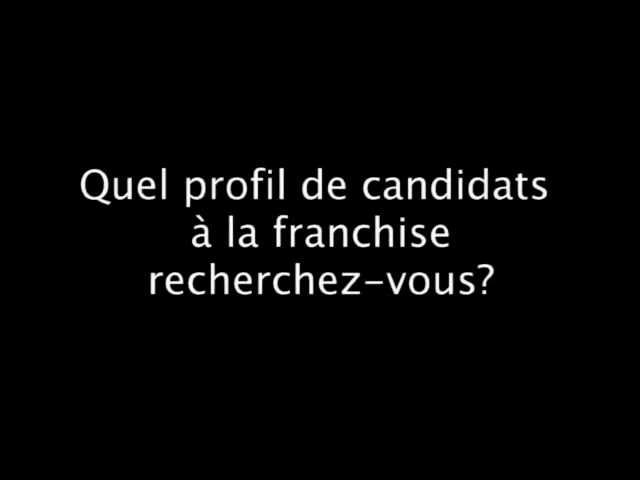 Quel profil de candidats
à la franchise
recherchez-vous?